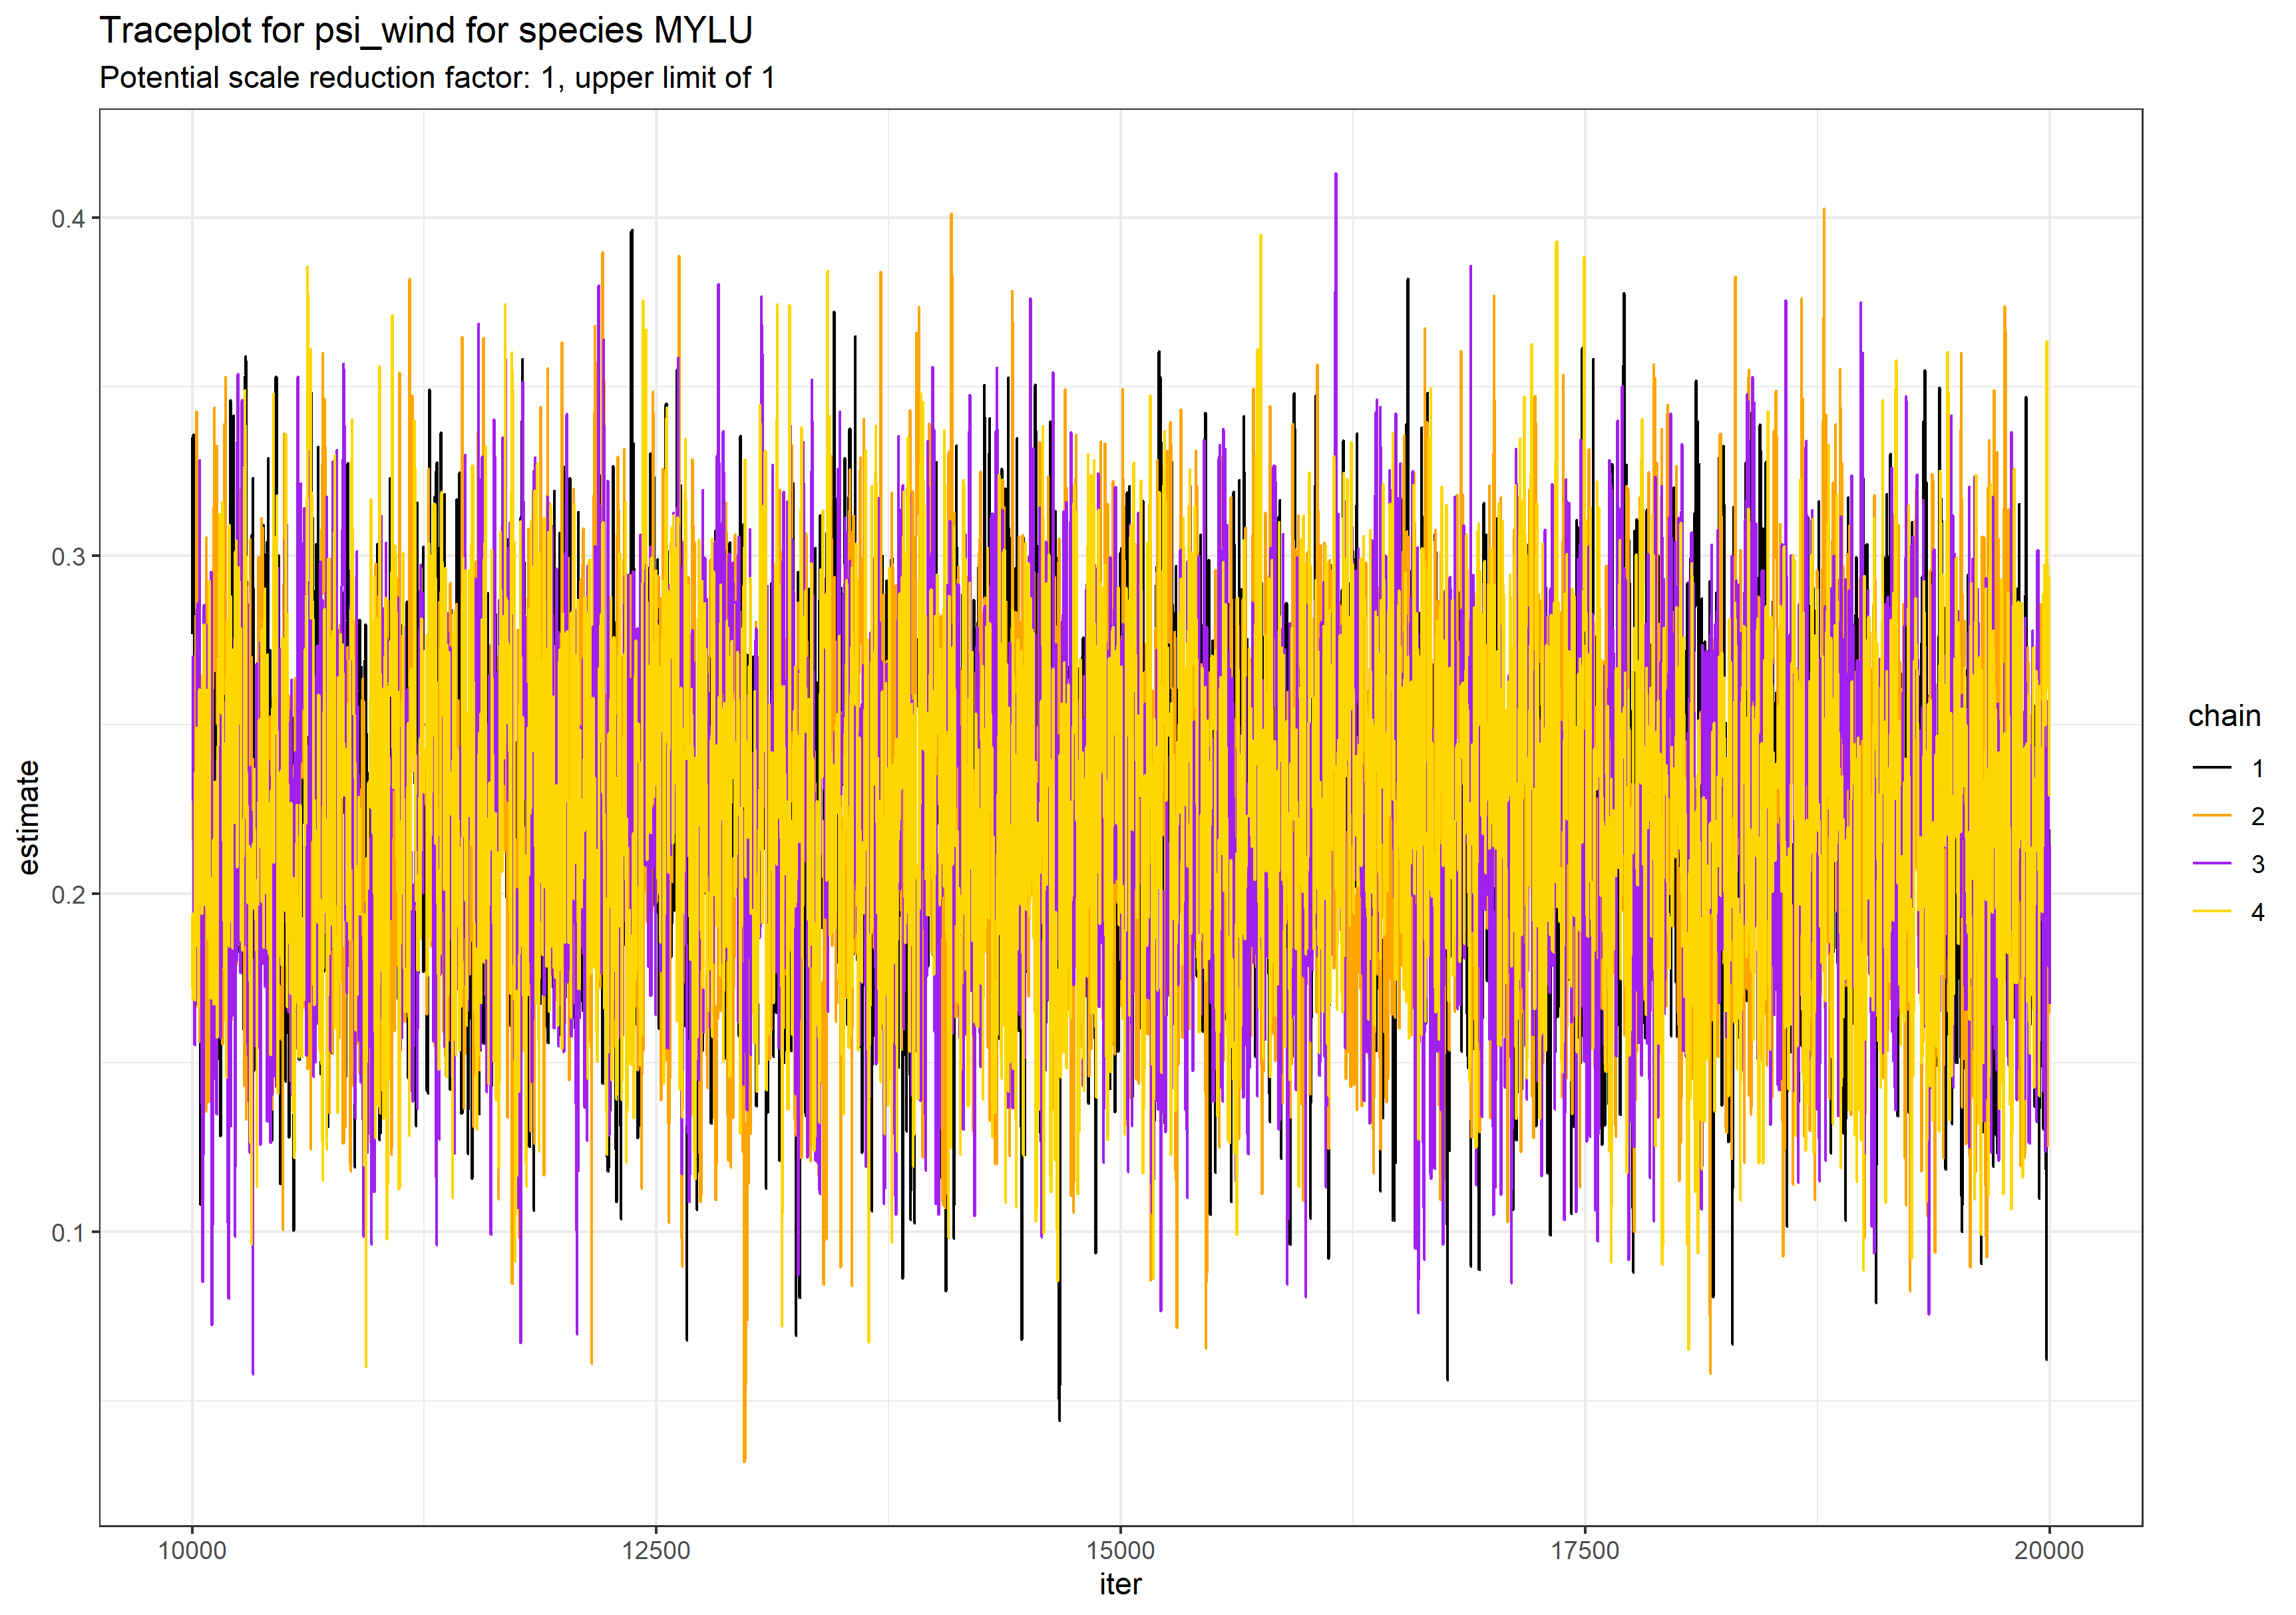 Traceplot for psi_wind for species MYLU
Potential scale reduction factor: 1, upper limit of 1
0.4
0.3
0.2
0.1
estimate
10000 12500 15000 17500 20000
iter
chain
1
2
3
4